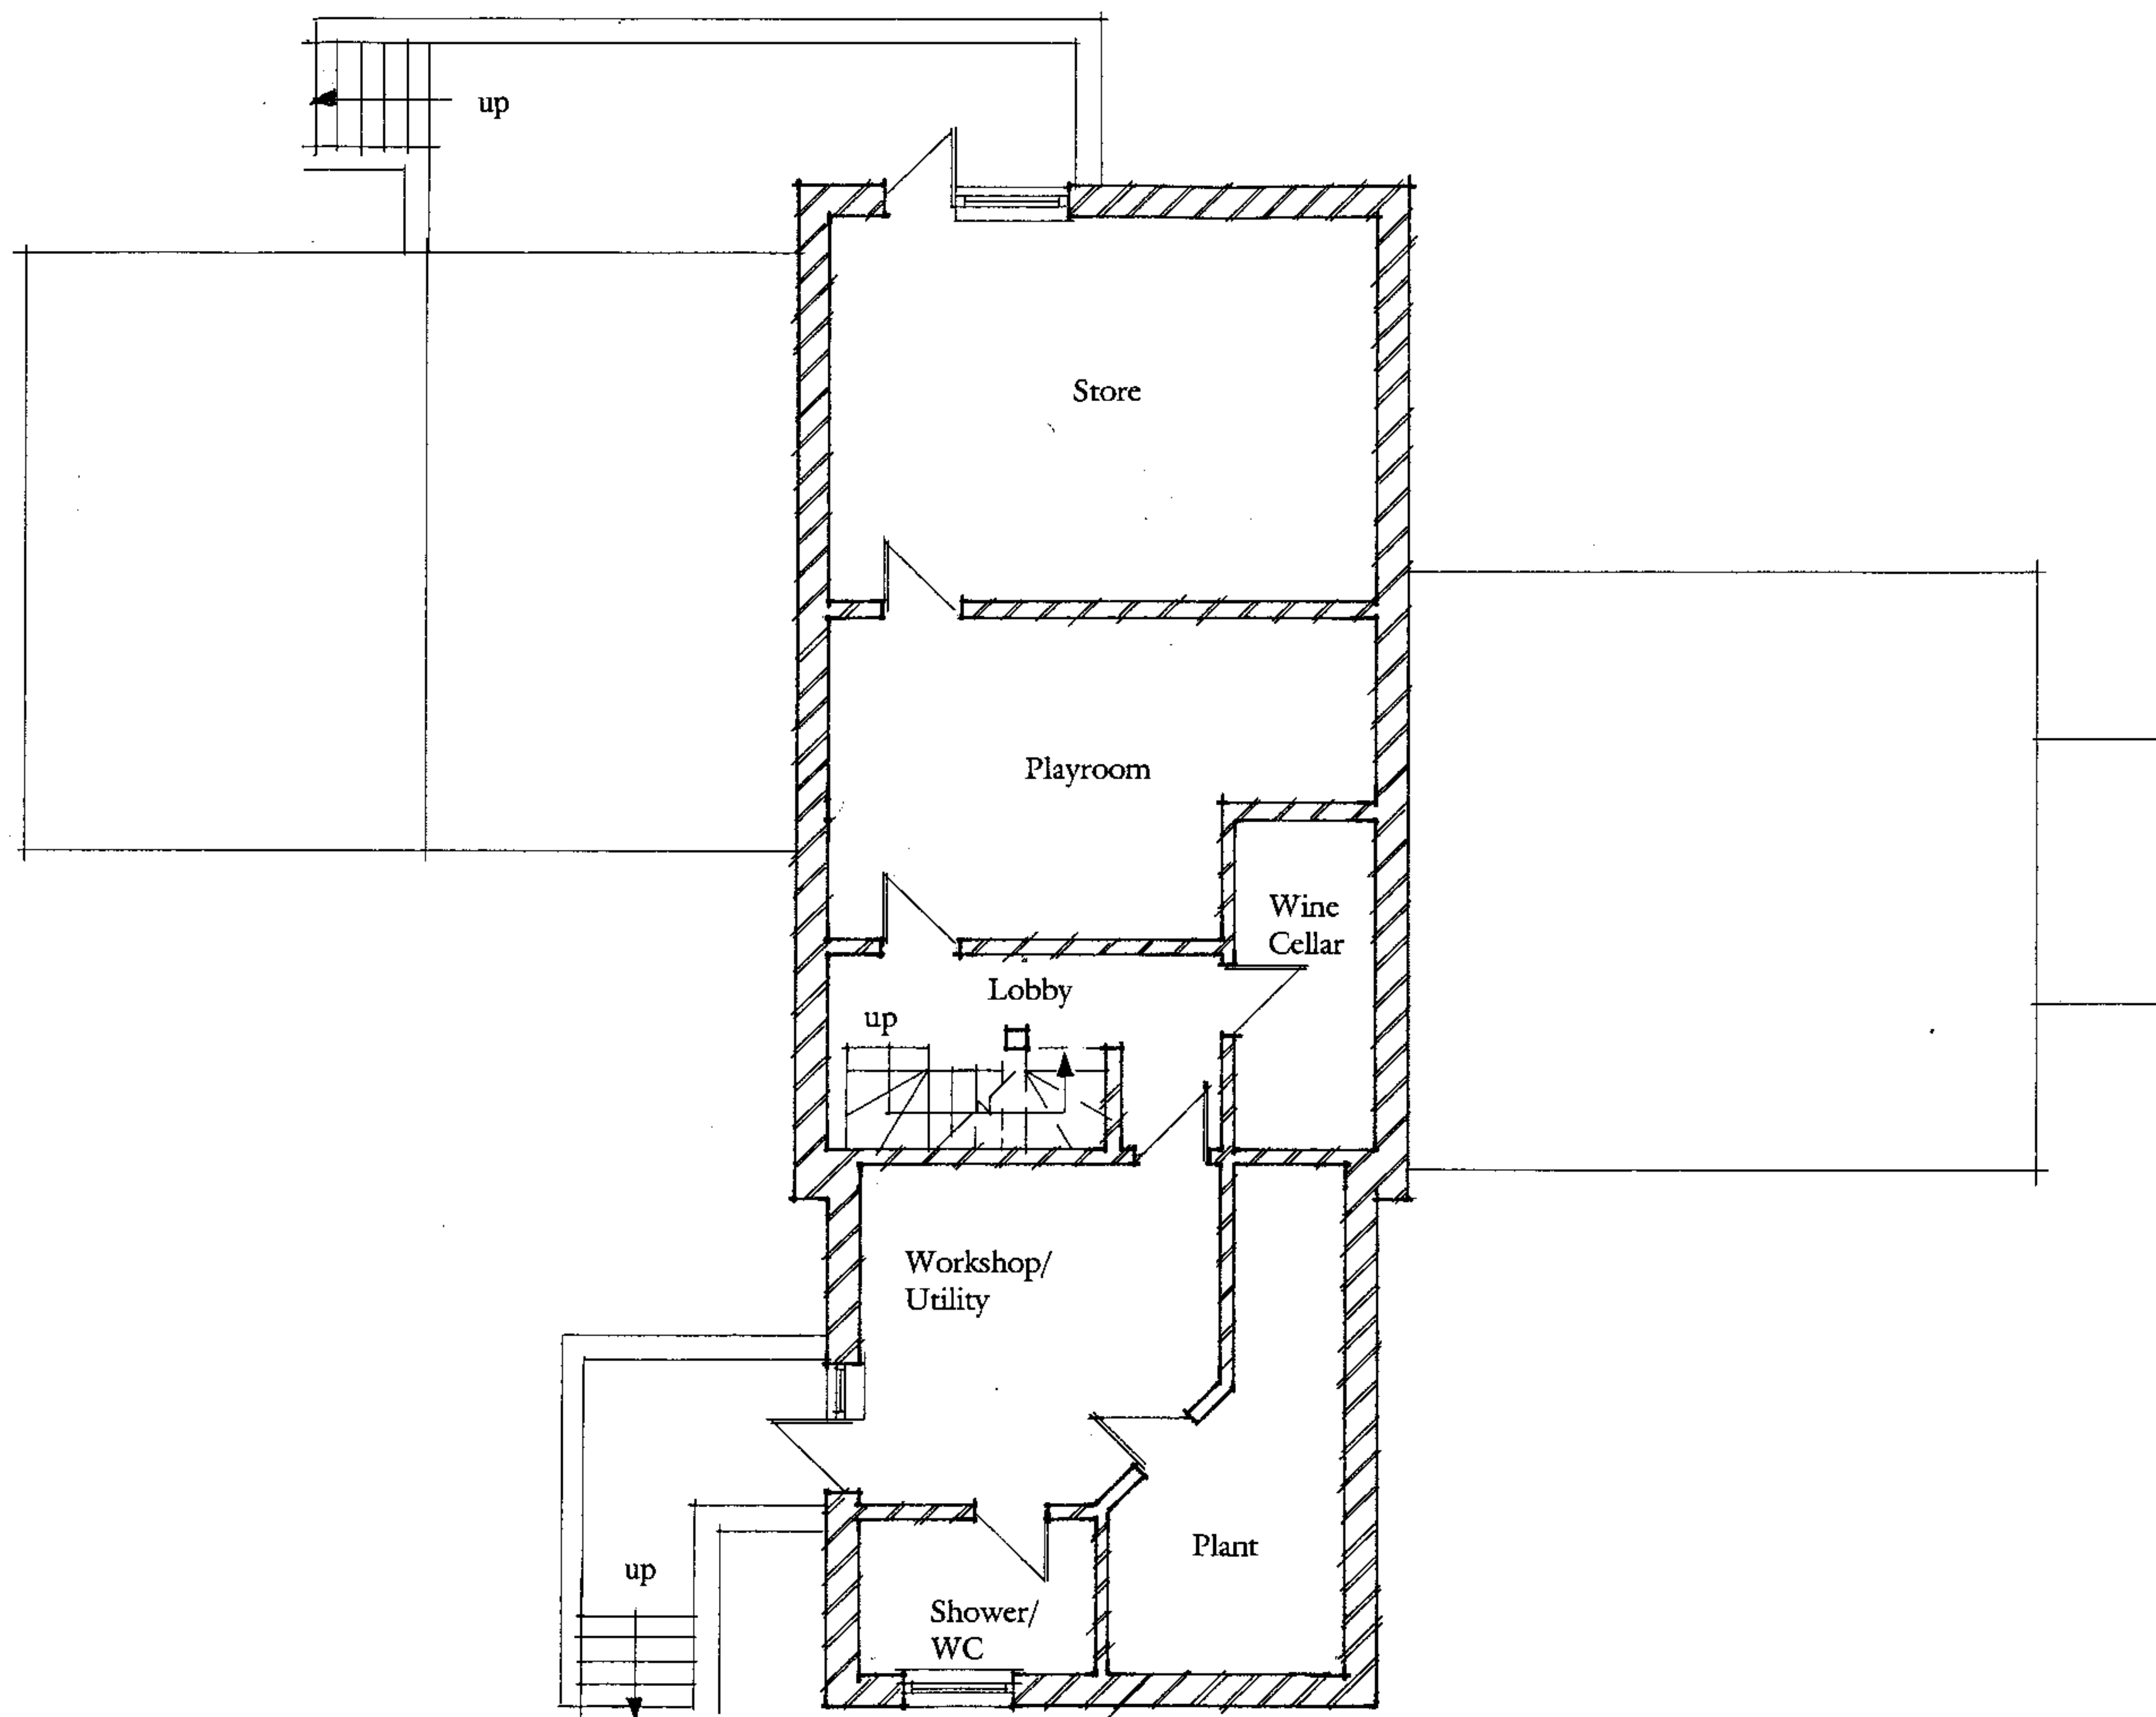 up
Store
Playroom
Wine
Cellar
Lobby
up
Workshop/
Utility
Plant
up
Shower/
WC